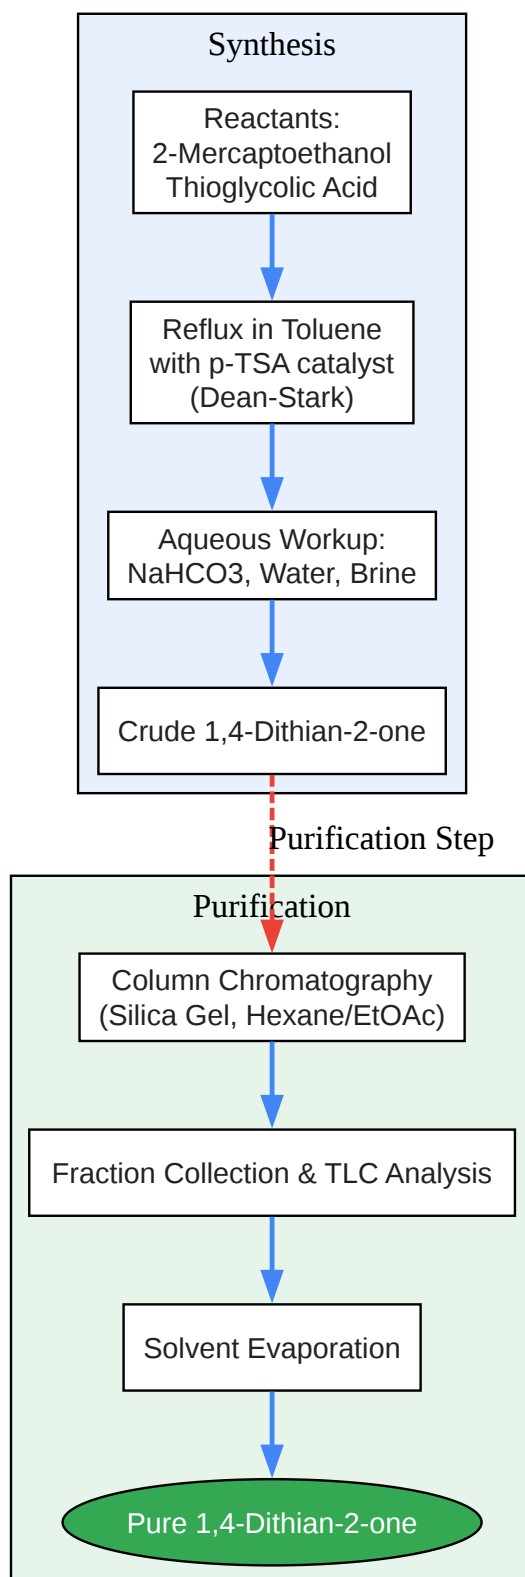 Synthesis
Reactants:
2-Mercaptoethanol
Thioglycolic Acid
Reflux in Toluene
with p-TSA catalyst
(Dean-Stark)
Aqueous Workup:
NaHCO3, Water, Brine
Crude 1,4-Dithian-2-one
Purification Step
Purification
Column Chromatography
(Silica Gel, Hexane/EtOAc)
Fraction Collection & TLC Analysis
Solvent Evaporation
Pure 1,4-Dithian-2-one